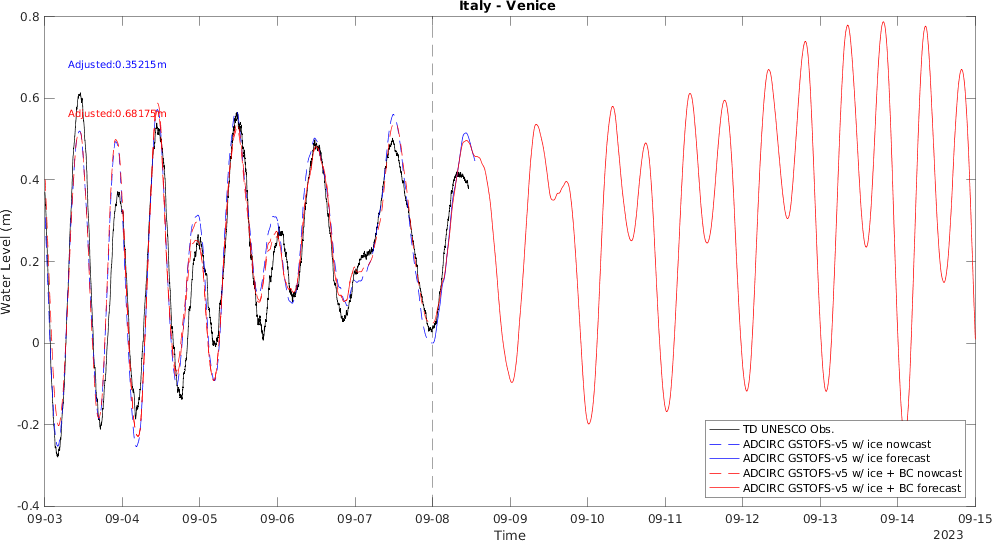 Italy - Venice
0.8
0.6
0.4
0.2
0
-0.2
-0.4
Water Level (m)
Adjusted:0.35215m
Adjusted:0.68175m
TD UNESCO Obs.
ADCIRC GSTOFS-v5 w/ ice nowcast
ADCIRC GSTOFS-v5 w/ ice forecast
ADCIRC GSTOFS-v5 w/ ice + BC nowcast
ADCIRC GSTOFS-v5 w/ ice + BC forecast
09-03 09-04 09-05 09-06 09-07 09-08 09-09 09-10 09-11 09-12 09-13 09-14 09-15
Time
2023